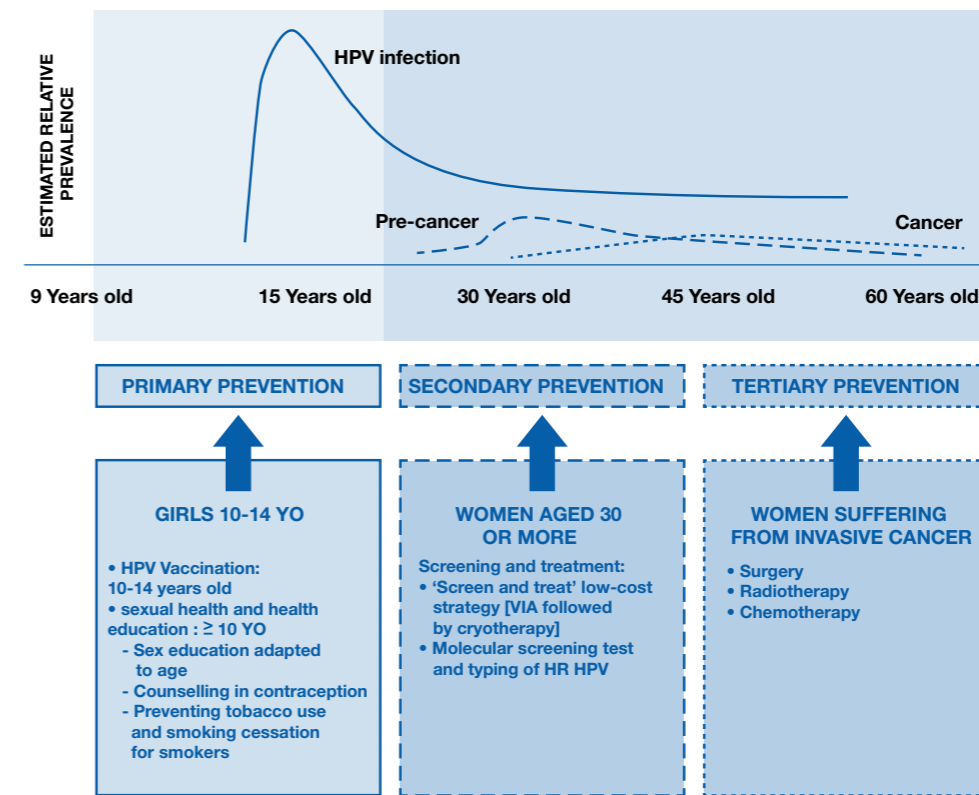 ESTIMATED RELATIVE
PREVALENCE
HPV infection
Pre-cancer
Cancer
9 Years old
15 Years old
30 Years old
45 Years old
60 Years old
PRIMARY PREVENTION
SECONDARY PREVENTION
TERTIARY PREVENTION
GIRLS 10-14 YO
• HPV Vaccination:
10-14 years old
• sexual health and health
education : ≥ 10 YO
- Sex education adapted
to age
- Counselling in contraception
- Preventing tobacco use
and smoking cessation
for smokers
WOMEN AGED 30
OR MORE
Screening and treatment:
• ‘Screen and treat’ low-cost
strategy [VIA followed
by cryotherapy]
• Molecular screening test
and typing of HR HPV
WOMEN SUFFERING
FROM INVASIVE CANCER
• Surgery
• Radiotherapy
• Chemotherapy